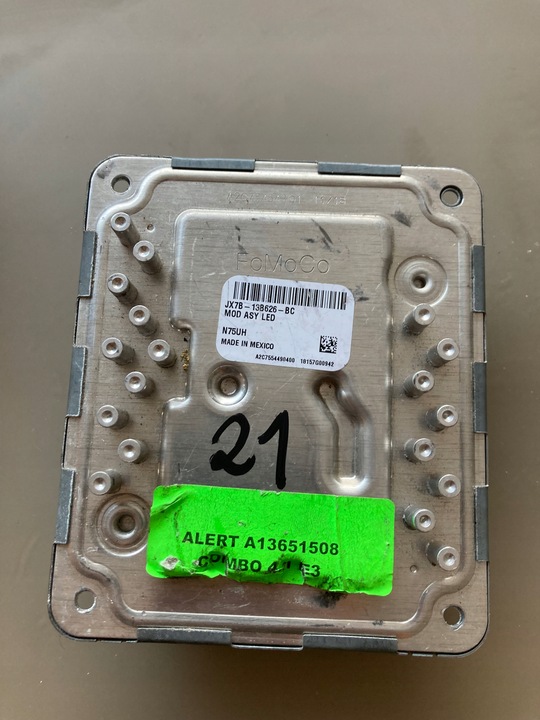 FoMoCo
JX7B-13B626-BC
MOD ASY LED
N75UH
MADE IN MEXICO
A2C7554490400 18157G00942
21
ALERT A13651508